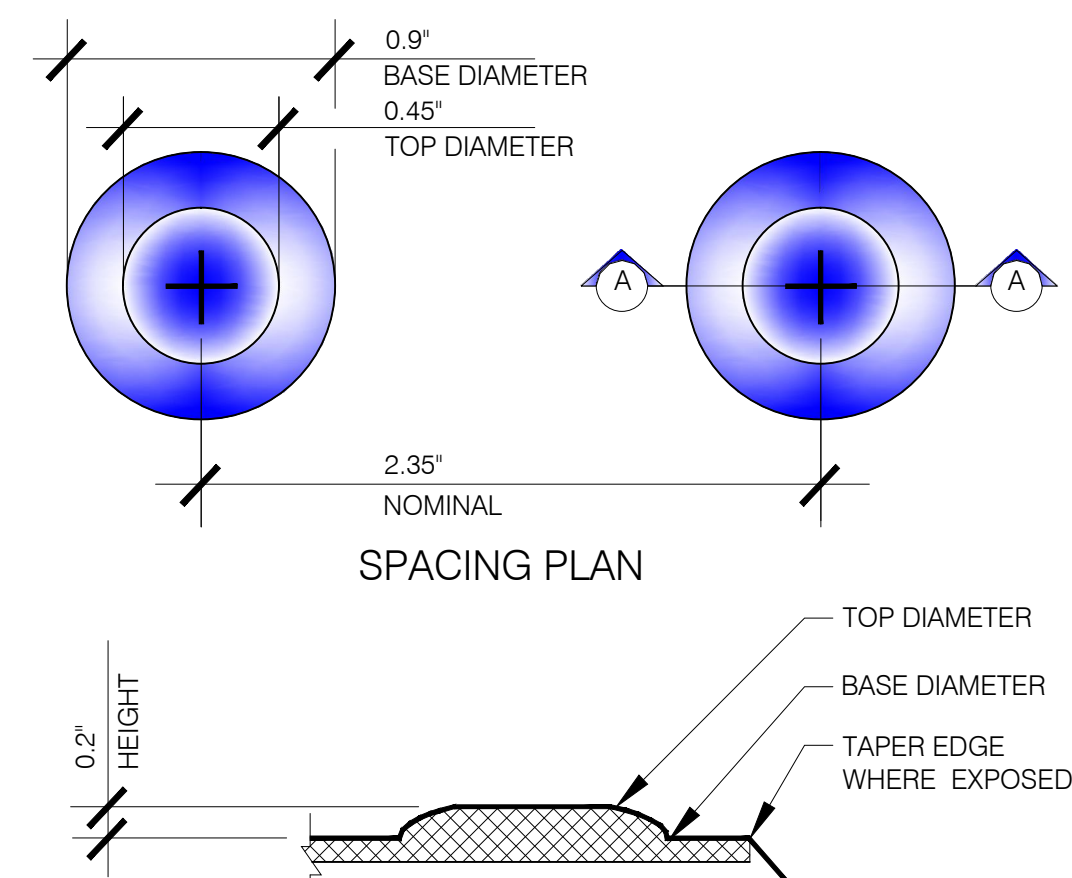 0.9"
BASE DIAMETER
0.45"
TOP DIAMETER
A
A
2.35"
NOMINAL
SPACING PLAN
TOP DIAMETER
BASE DIAMETER
TAPER EDGE
WHERE EXPOSED
0.2"
HEIGHT